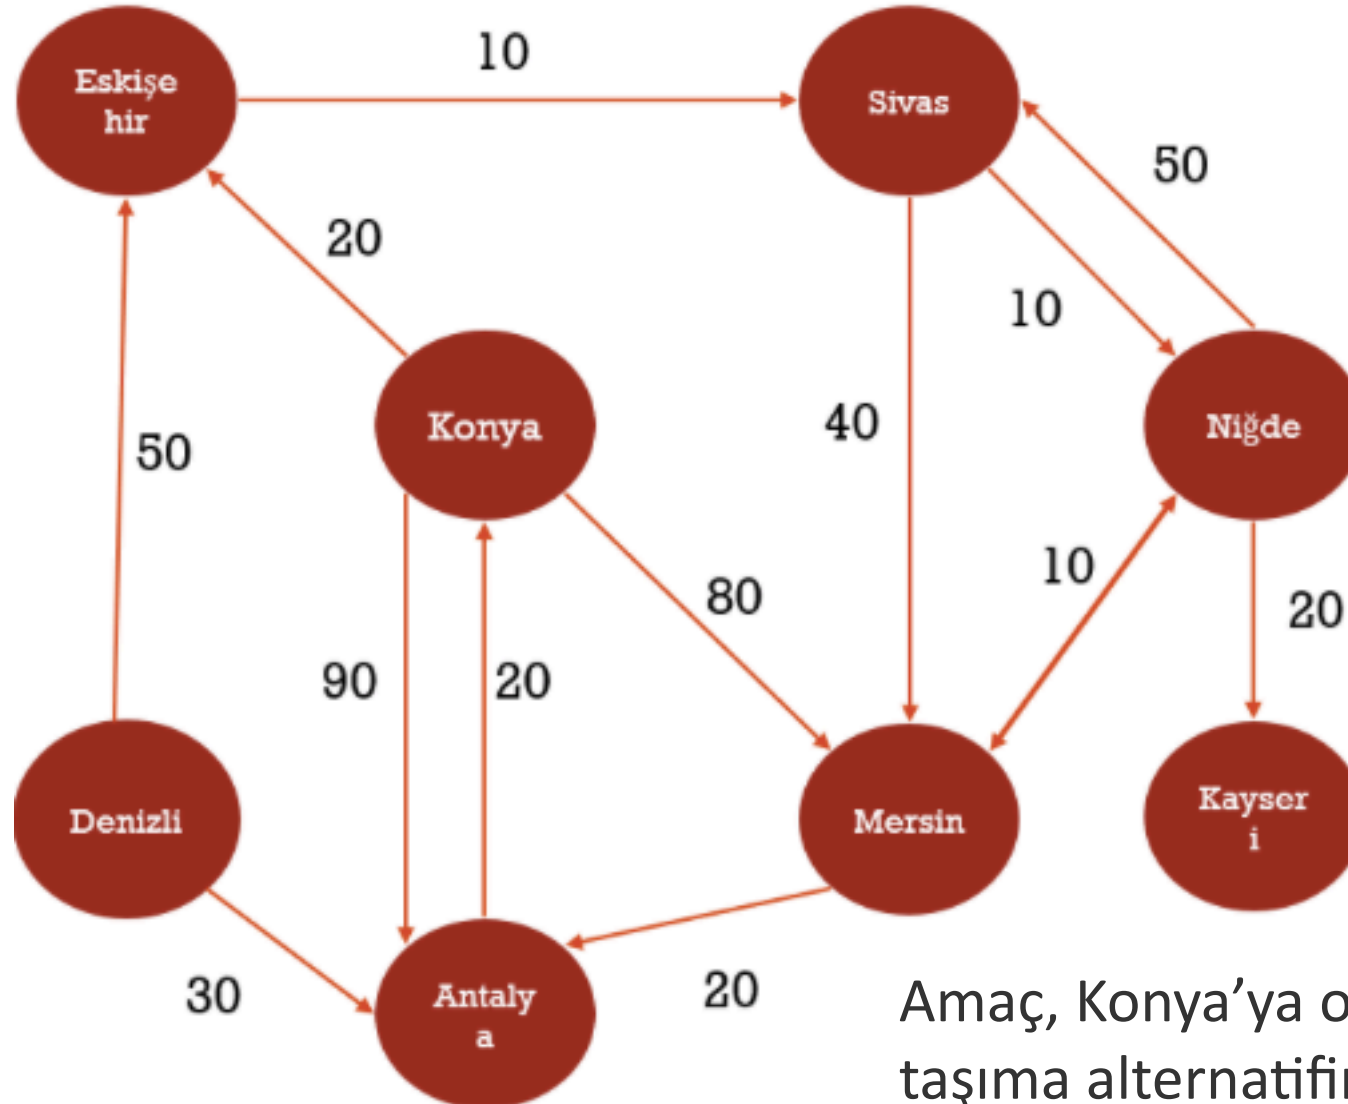 10
Eskişe
hir
Sivas
50
20
10
Konya
40
Niğde
50
10
80
20
90
20
Denizli
Mersin
Kayser
i
30
Antaly
a
20
Amaç, Konya’ya o
taşıma alternatifi